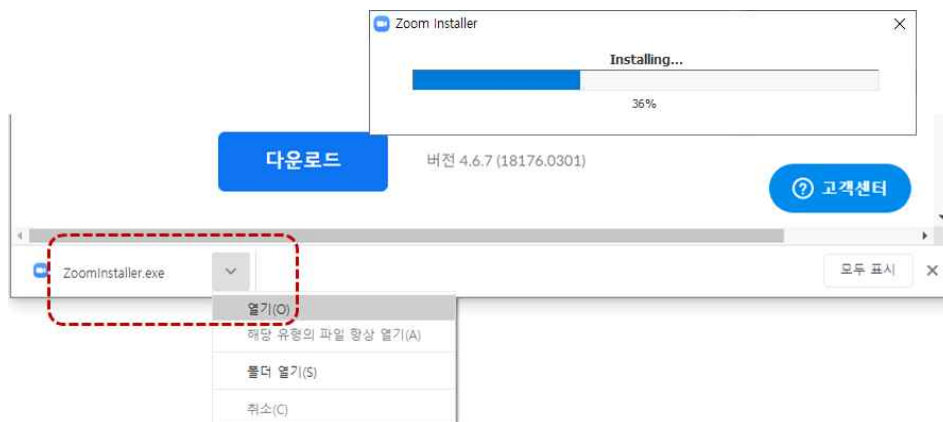 Zoom Installer
Installing...
36%
다운로드
버전 4.6.7 (18176.0301)
고객센터
ZoomInstaller.exe
모두 표시
열기(O)
해당 유형의 파일 항상 열기(A)
폴더 열기(S)
취소(C)